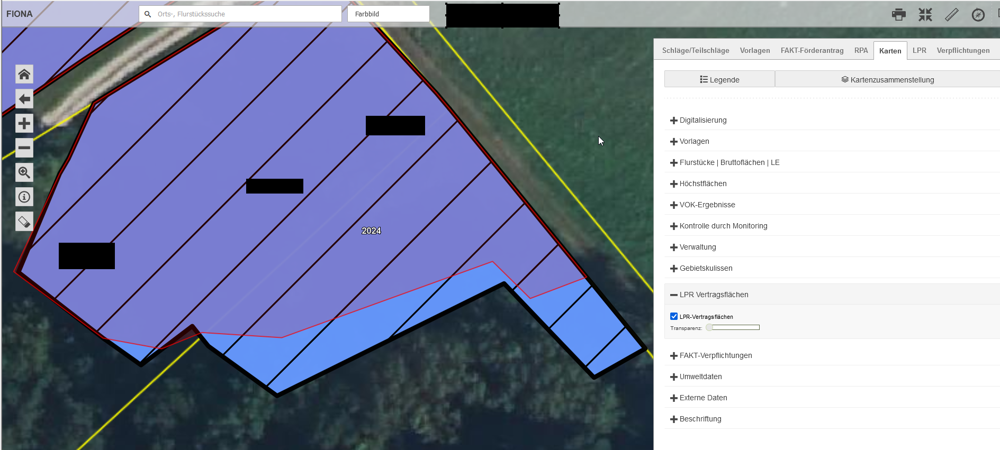 FIONA
Orts-, Flurstückssuche
Farbbild
2024
Schläge/Teilschläge Vorlagen FAKT-Förderantrag RPA Karten LPR Verpflichtungen
Legende Kartenzusammenstellung
Digitalisierung
Vorlagen
Flurstücke | Bruttoflächen | LE
Höchstflächen
VOK-Ergebnisse
Kontrolle durch Monitoring
Verwaltung
Gebietskulissen
LPR Vertragsflächen
LPR-Vertragsflächen
Transparenz:
FAKT-Verpflichtungen
Umweltdaten
Externe Daten
Beschriftung